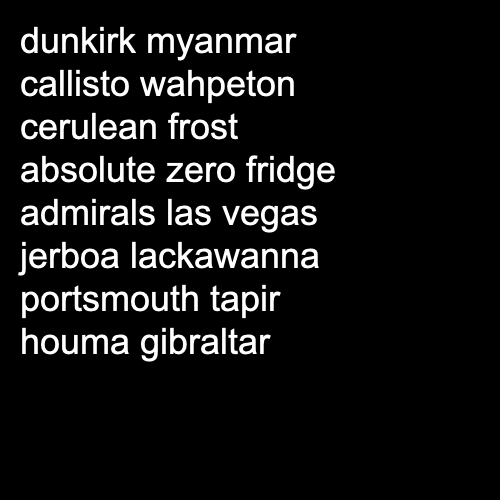 dunkirk myanmar
callisto wahpeton
cerulean frost
absolute zero fridge
admirals las vegas
jerboa lackawanna
portsmouth tapir
houma gibraltar